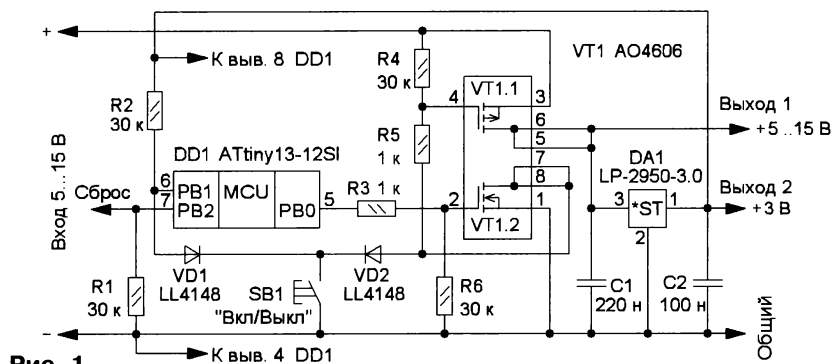 +
К выв. 8 DD1
R4
30 к
VT1 AO4606
R2
30 к
VT1.1
4
3
6
5
7
8
Выход 1
+5...15 В
R5
1 к
DD1 ATtiny13-12SI
DA1
LP-2950-3.0
Вход 5...15 В
Сброс
6
7
PB1
PB2
MCU
PB0
5
R3 1 к
2
1
VT1.2
3
*ST
1
2
Выход 2
+3 В
VD1
LL4148
VD2
LL4148
R1
30 к
SB1
"Вкл/Выкл"
R6
30 к
C1
220 н
C2
100 н
Общий
–
К выв. 4 DD1
Рис. 1